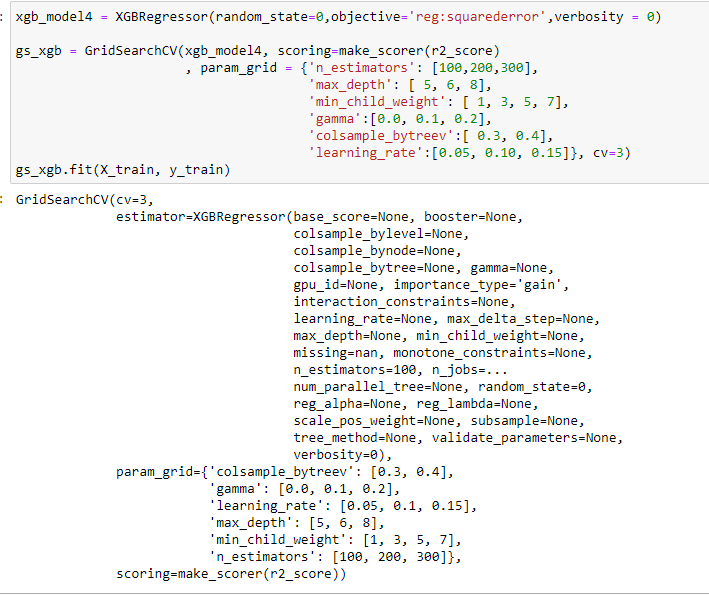 xgb_model4 = XGBRegressor(random_state=0,objective='reg:squarederror',verbosity = 0)
gs_xgb = GridSearchCV(xgb_model4, scoring=make_scorer(r2_score)
, param_grid = {'n_estimators': [100,200,300],
'max_depth': [ 5, 6, 8],
'min_child_weight': [ 1, 3, 5, 7],
'gamma':[0.0, 0.1, 0.2],
'colsample_bytreev':[ 0.3, 0.4],
'learning_rate':[0.05, 0.10, 0.15]}, cv=3)
gs_xgb.fit(X_train, y_train)
GridSearchCV(cv=3,
estimator=XGBRegressor(base_score=None, booster=None,
colsample_bylevel=None,
colsample_bynode=None,
colsample_bytree=None, gamma=None,
gpu_id=None, importance_type='gain',
interaction_constraints=None,
learning_rate=None, max_delta_step=None,
max_depth=None, min_child_weight=None,
missing=nan, monotone_constraints=None,
n_estimators=100, n_jobs=...
num_parallel_tree=None, random_state=0,
reg_alpha=None, reg_lambda=None,
scale_pos_weight=None, subsample=None,
tree_method=None, validate_parameters=None,
verbosity=0),
param_grid={'colsample_bytreev': [0.3, 0.4],
'gamma': [0.0, 0.1, 0.2],
'learning_rate': [0.05, 0.1, 0.15],
'max_depth': [5, 6, 8],
'min_child_weight': [1, 3, 5, 7],
'n_estimators': [100, 200, 300]},
scoring=make_scorer(r2_score))